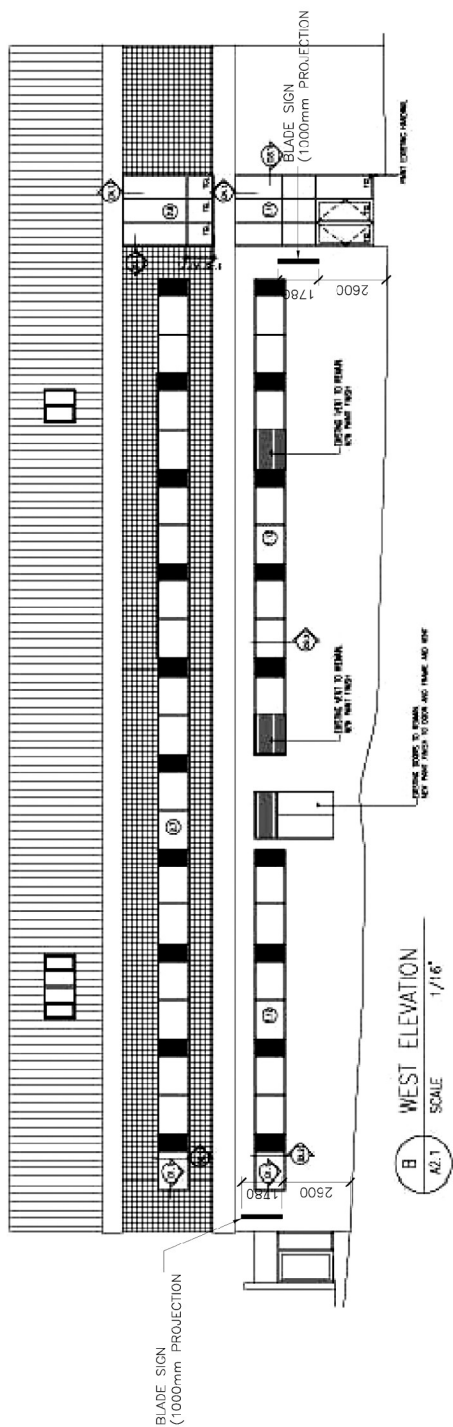 BLADE SIGN
(1000mm PROJECTION
BLADE SIGN
(1000mm PROJECTION
1780
2600
1780
2600
PAINT EXISTING HANDRAIL
EXISTING VENT TO REMAIN
NEW PAINT FINISH
EXISTING VENT TO REMAIN
NEW PAINT FINISH
EXISTING DOORS TO REMAIN
NEW PAINT FINISH TO DOOR AND FRAME AND VENT
B
A2.1
WEST ELEVATION
SCALE
1/16"